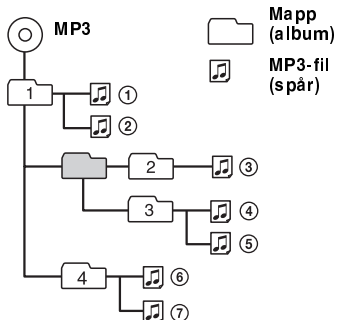 MP3
Mapp
(album)
MP3-fil
(spår)
1
①
②
2
③
3
④
⑤
4
⑥
⑦